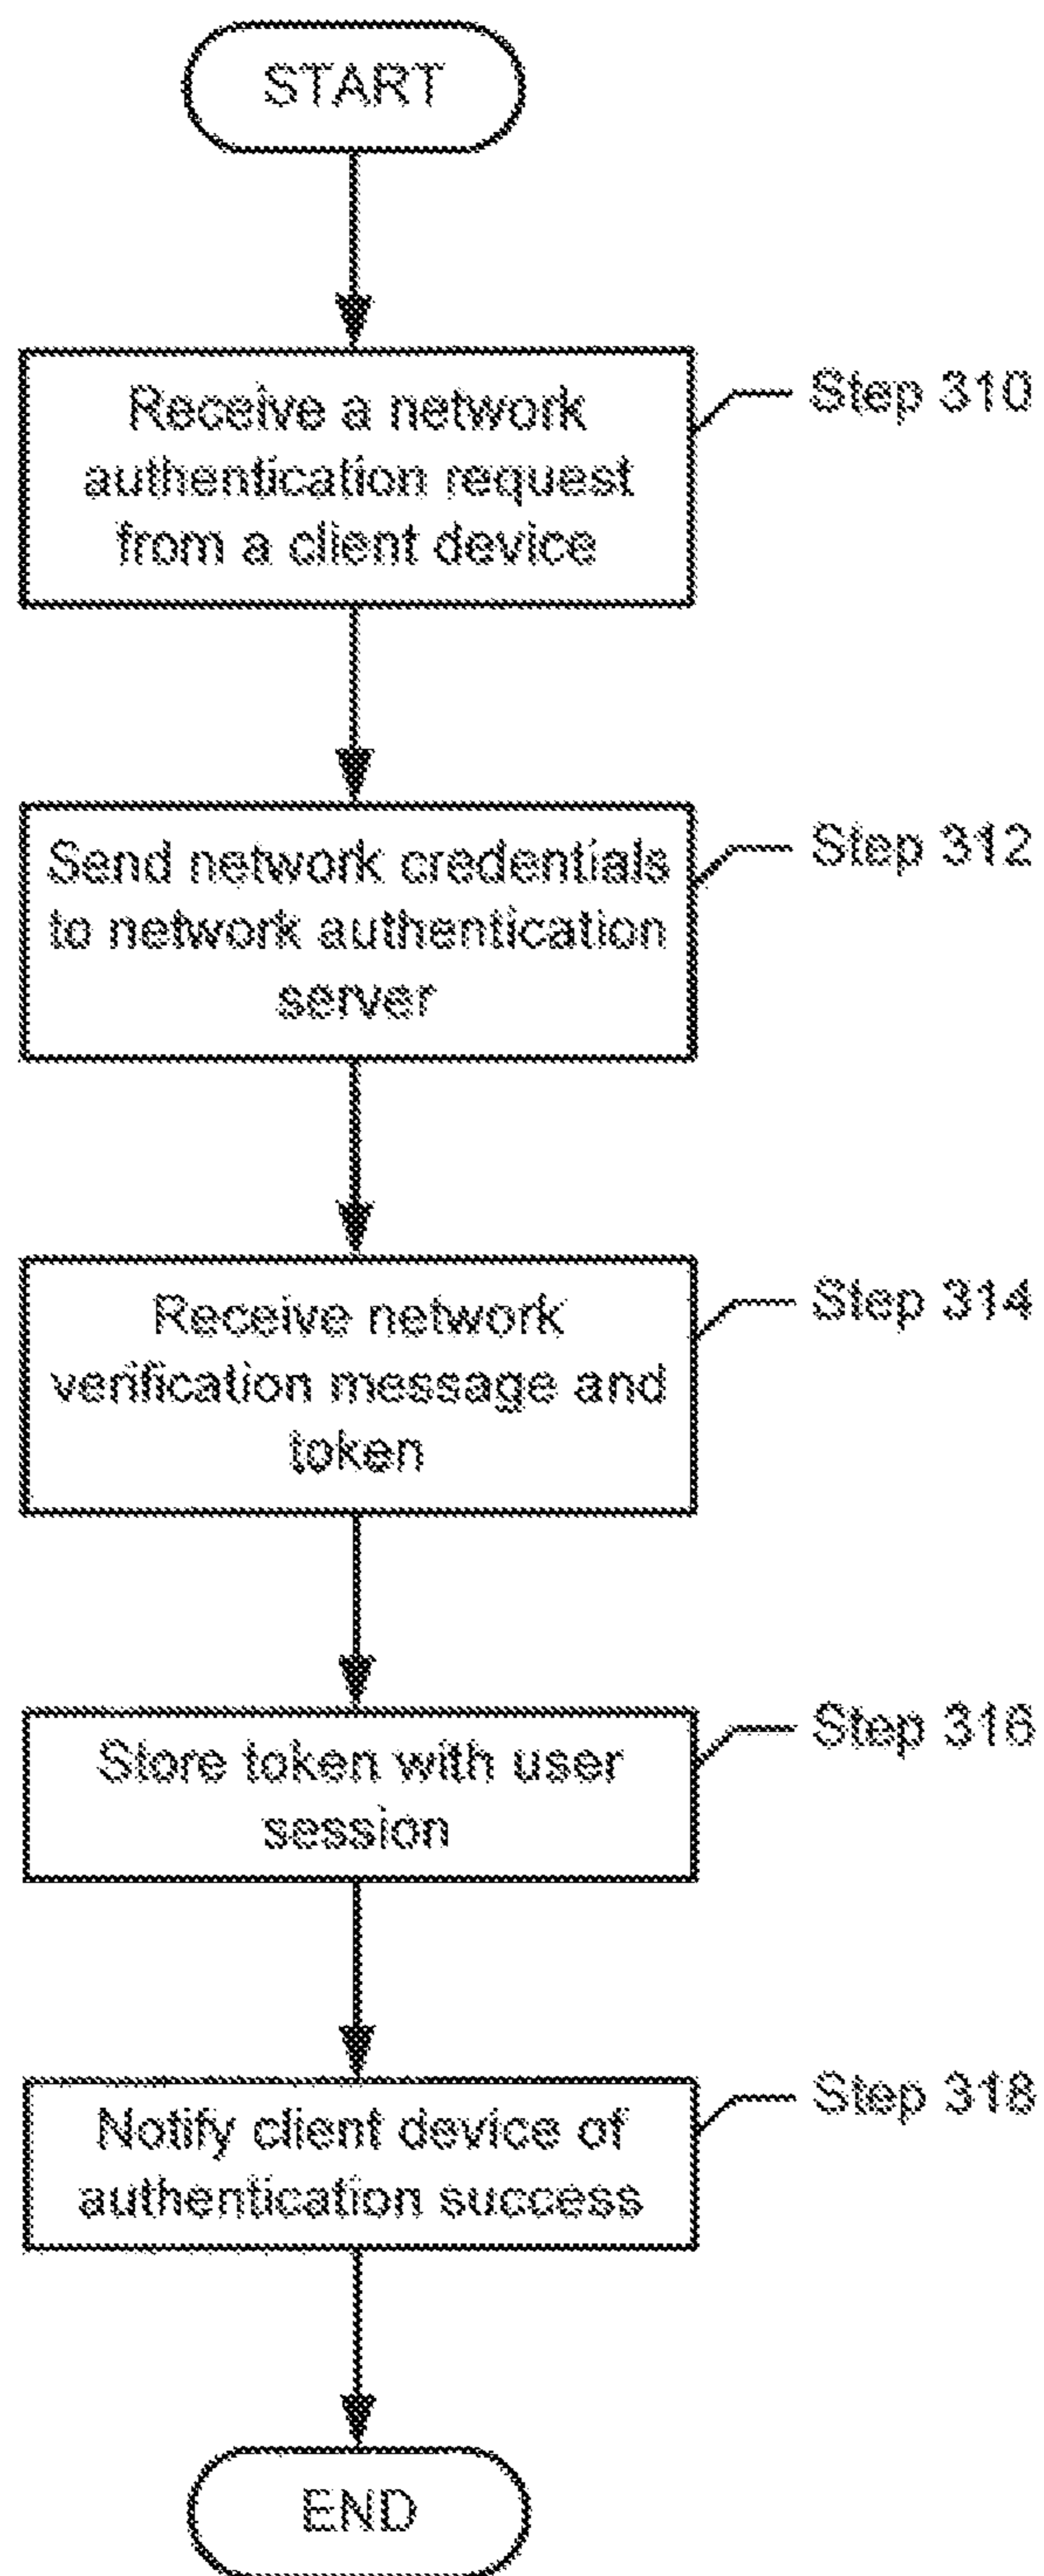 START
Receive a network
authentication request
from a client device
Step 310
Send network credentials
to network authentication
server
Step 312
Receive network
verification message and
token
Step 314
Store token with user
session
Step 316
Notify client device of
authentication success
Step 318
END